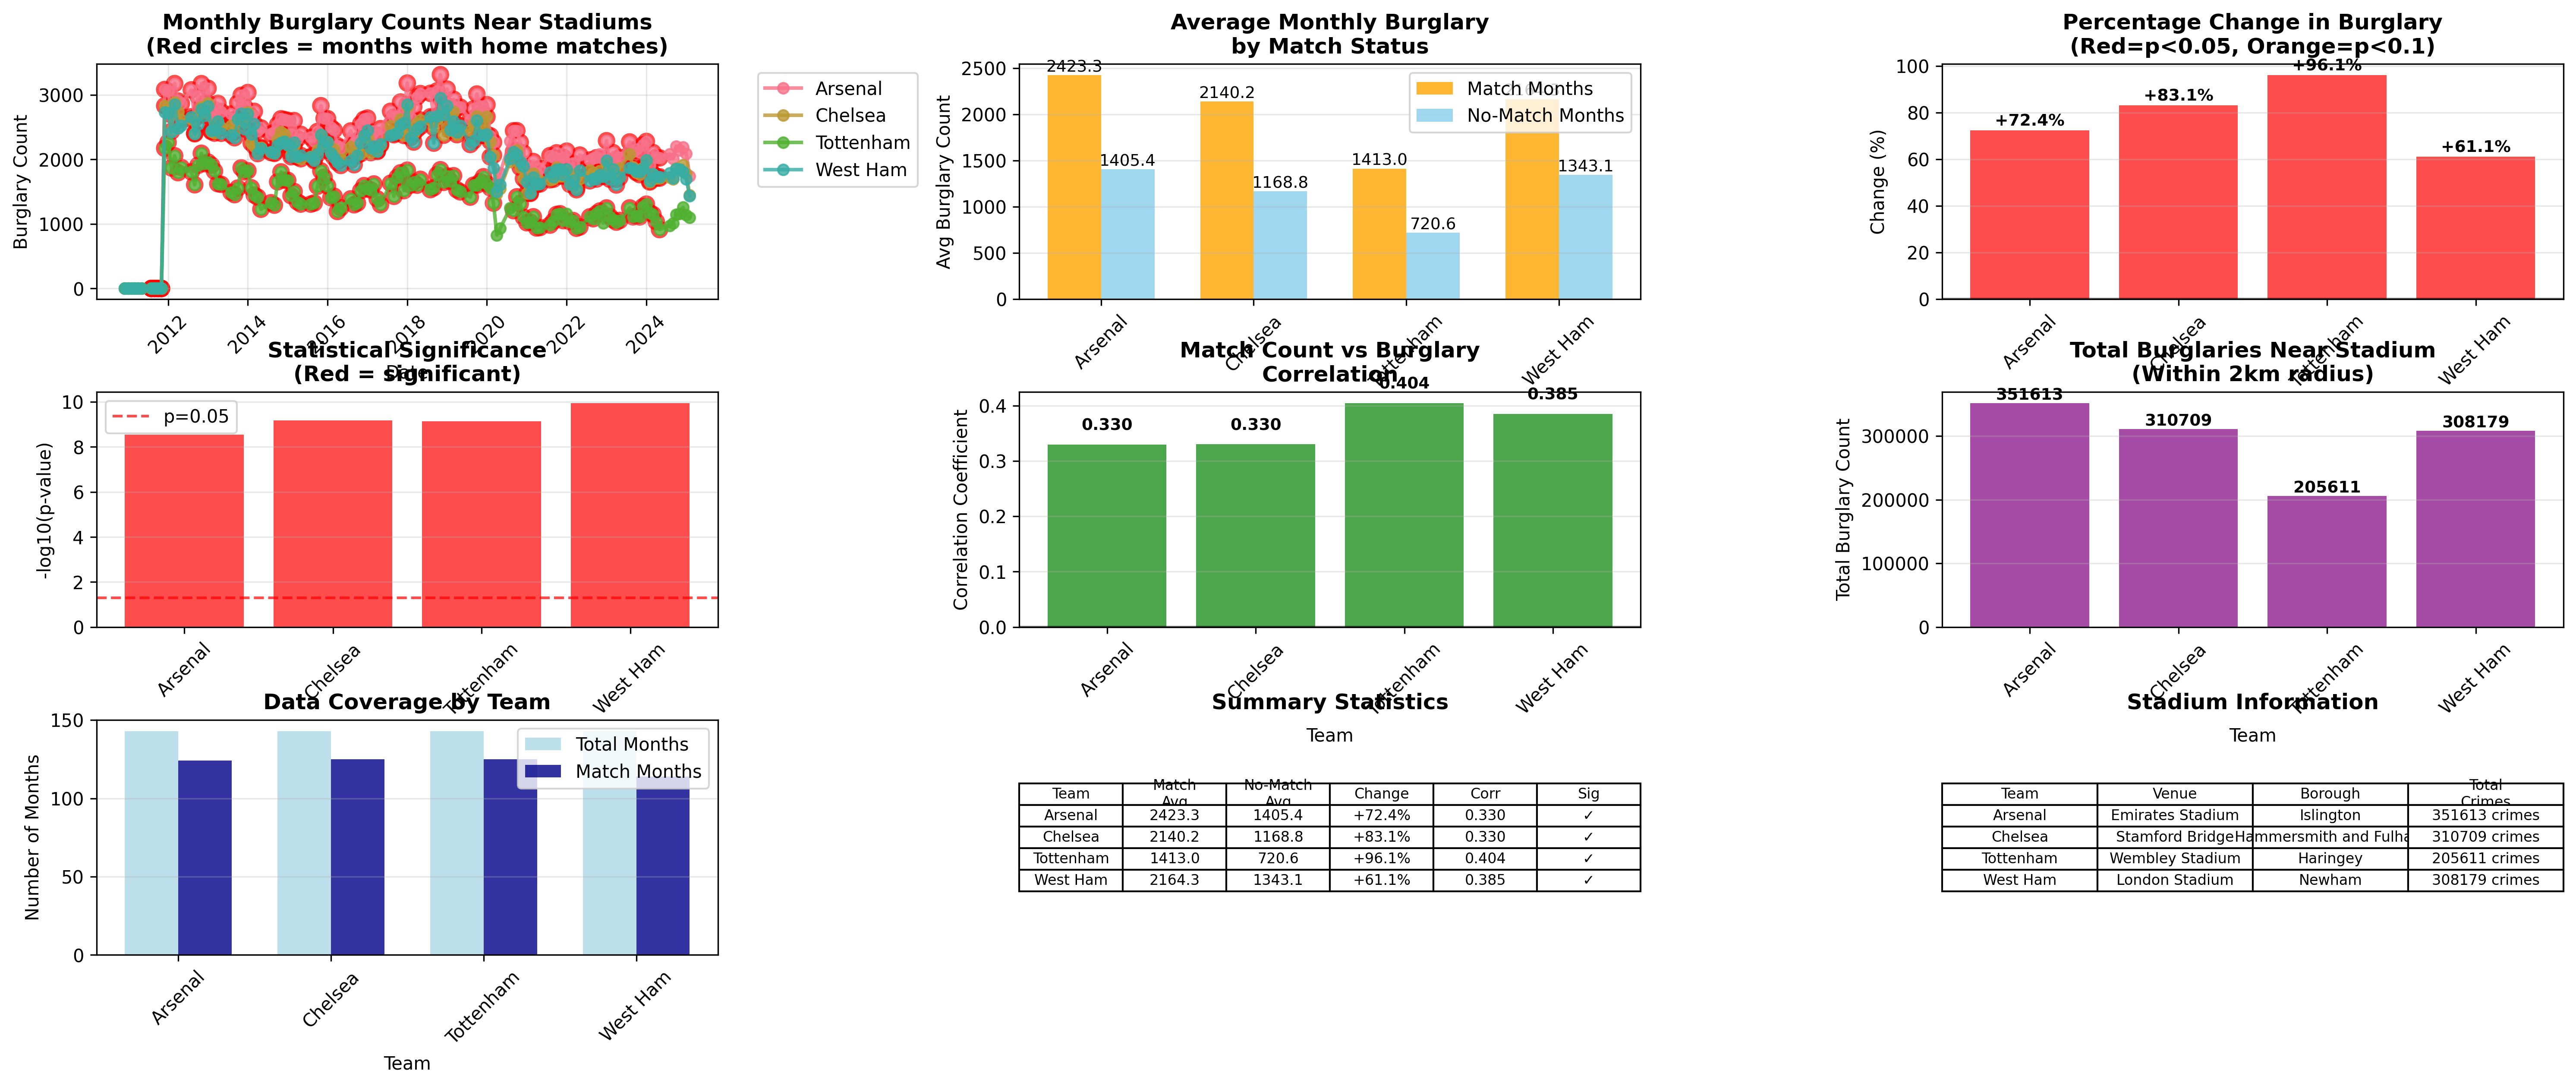 Monthly Burglary Counts Near Stadiums
(Red circles = months with home matches)
Burglary Count
3000
2000
1000
0
2012
2014
2016
2018
2020
2022
2024
Date
Arsenal
Chelsea
Tottenham
West Ham
Average Monthly Burglary
by Match Status
Avg Burglary Count
2500
2000
1500
1000
500
0
2423.3
1405.4
2140.2
1168.8
1413.0
720.6
1343.1
Match Months
No-Match Months
Arsenal
Chelsea
Tottenham
West Ham
Percentage Change in Burglary
(Red=p<0.05, Orange=p<0.1)
Change (%)
100
80
60
40
20
0
+72.4%
+83.1%
+96.1%
+61.1%
Arsenal
Chelsea
Tottenham
West Ham
Statistical Significance
(Red = significant)
-log10(p-value)
10
8
6
4
2
0
p=0.05
Arsenal
Chelsea
Tottenham
West Ham
Match Count vs Burglary
Correlation
Correlation Coefficient
0.4
0.3
0.2
0.1
0.0
0.330
0.330
0.404
0.385
Arsenal
Chelsea
Tottenham
West Ham
Team
Total Burglaries Near Stadium
(Within 2km radius)
Total Burglary Count
300000
200000
100000
0
351613
310709
205611
308179
Arsenal
Chelsea
Tottenham
West Ham
Team
Data Coverage by Team
Number of Months
150
100
50
0
Total Months
Match Months
Arsenal
Chelsea
Tottenham
West Ham
Team
Summary Statistics
Team Match Avg No-Match Avg Change Corr Sig
Arsenal 2423.3 1405.4 +72.4% 0.330 ✓
Chelsea 2140.2 1168.8 +83.1% 0.330 ✓
Tottenham 1413.0 720.6 +96.1% 0.404 ✓
West Ham 2164.3 1343.1 +61.1% 0.385 ✓
Stadium Information
Team Venue Borough Total Crimes
Arsenal Emirates Stadium Islington 351613 crimes
Chelsea Stamford Bridge Hammersmith and Fulha 310709 crimes
Tottenham Wembley Stadium Haringey 205611 crimes
West Ham London Stadium Newham 308179 crimes